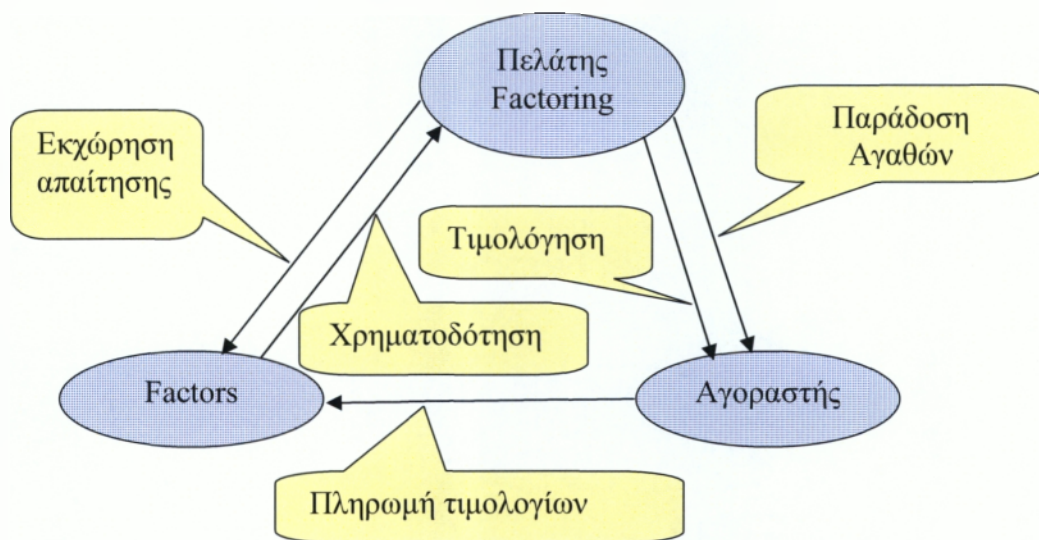 Πελάτης
Factoring
Εκχώρηση
απαίτησης
Παράδοση
Αγαθών
Τιμολόγηση
Χρηματοδότηση
Factors
Αγοραστής
Πληρωμή τιμολογίων